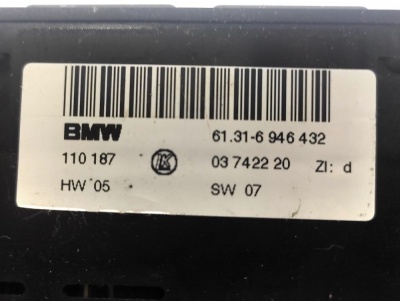 BMW 61.31-6 946 432
110 187 03 7422 20 ZI: d
HW 05 SW 07